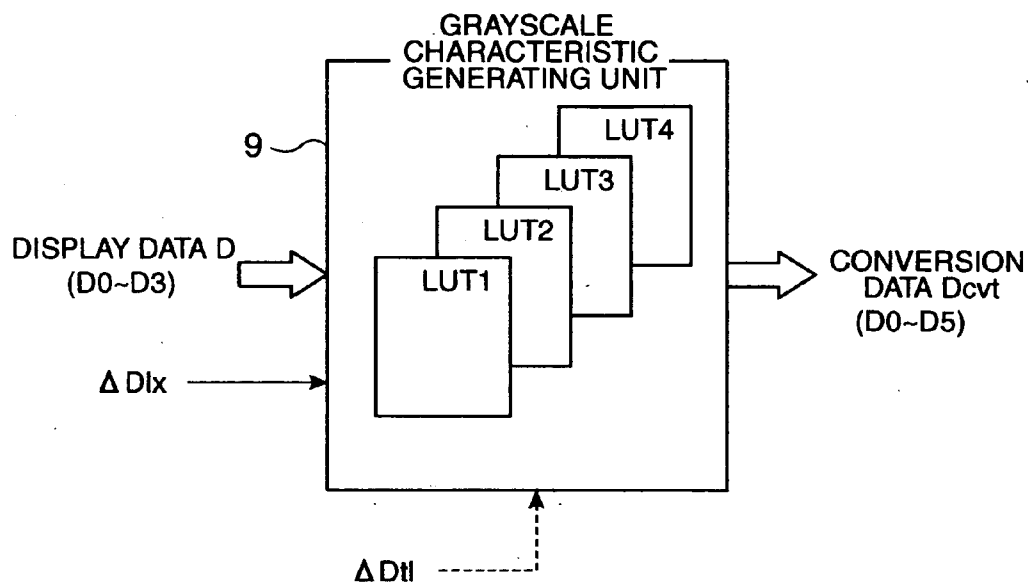 GRAYSCALE
CHARACTERISTIC
GENERATING UNIT
LUT4
9
LUT3
LUT2
DISPLAY DATA D
(D0~D3)
LUT1
CONVERSION
DATA Dcvt
(D0~D5)
Δ Dlx
Δ Dtl